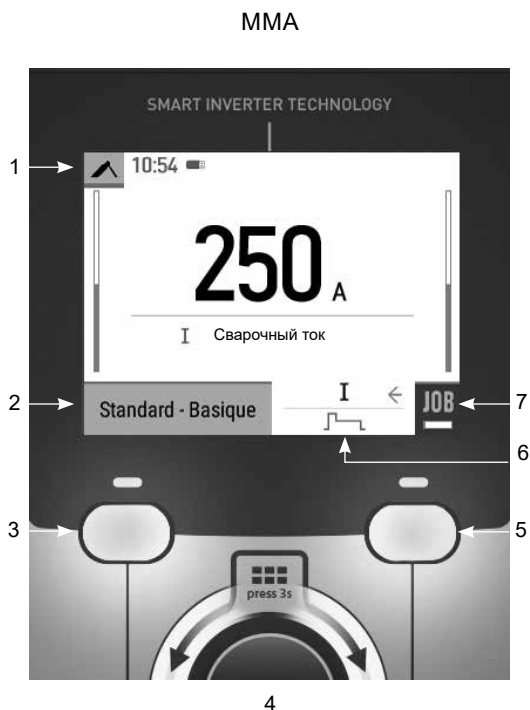 MMA
SMART INVERTER TECHNOLOGY
1
10:54
250 A
I Сварочный ток
2
Standard - Basique
I ←
JOB
7
6
3
5
press 3s
4